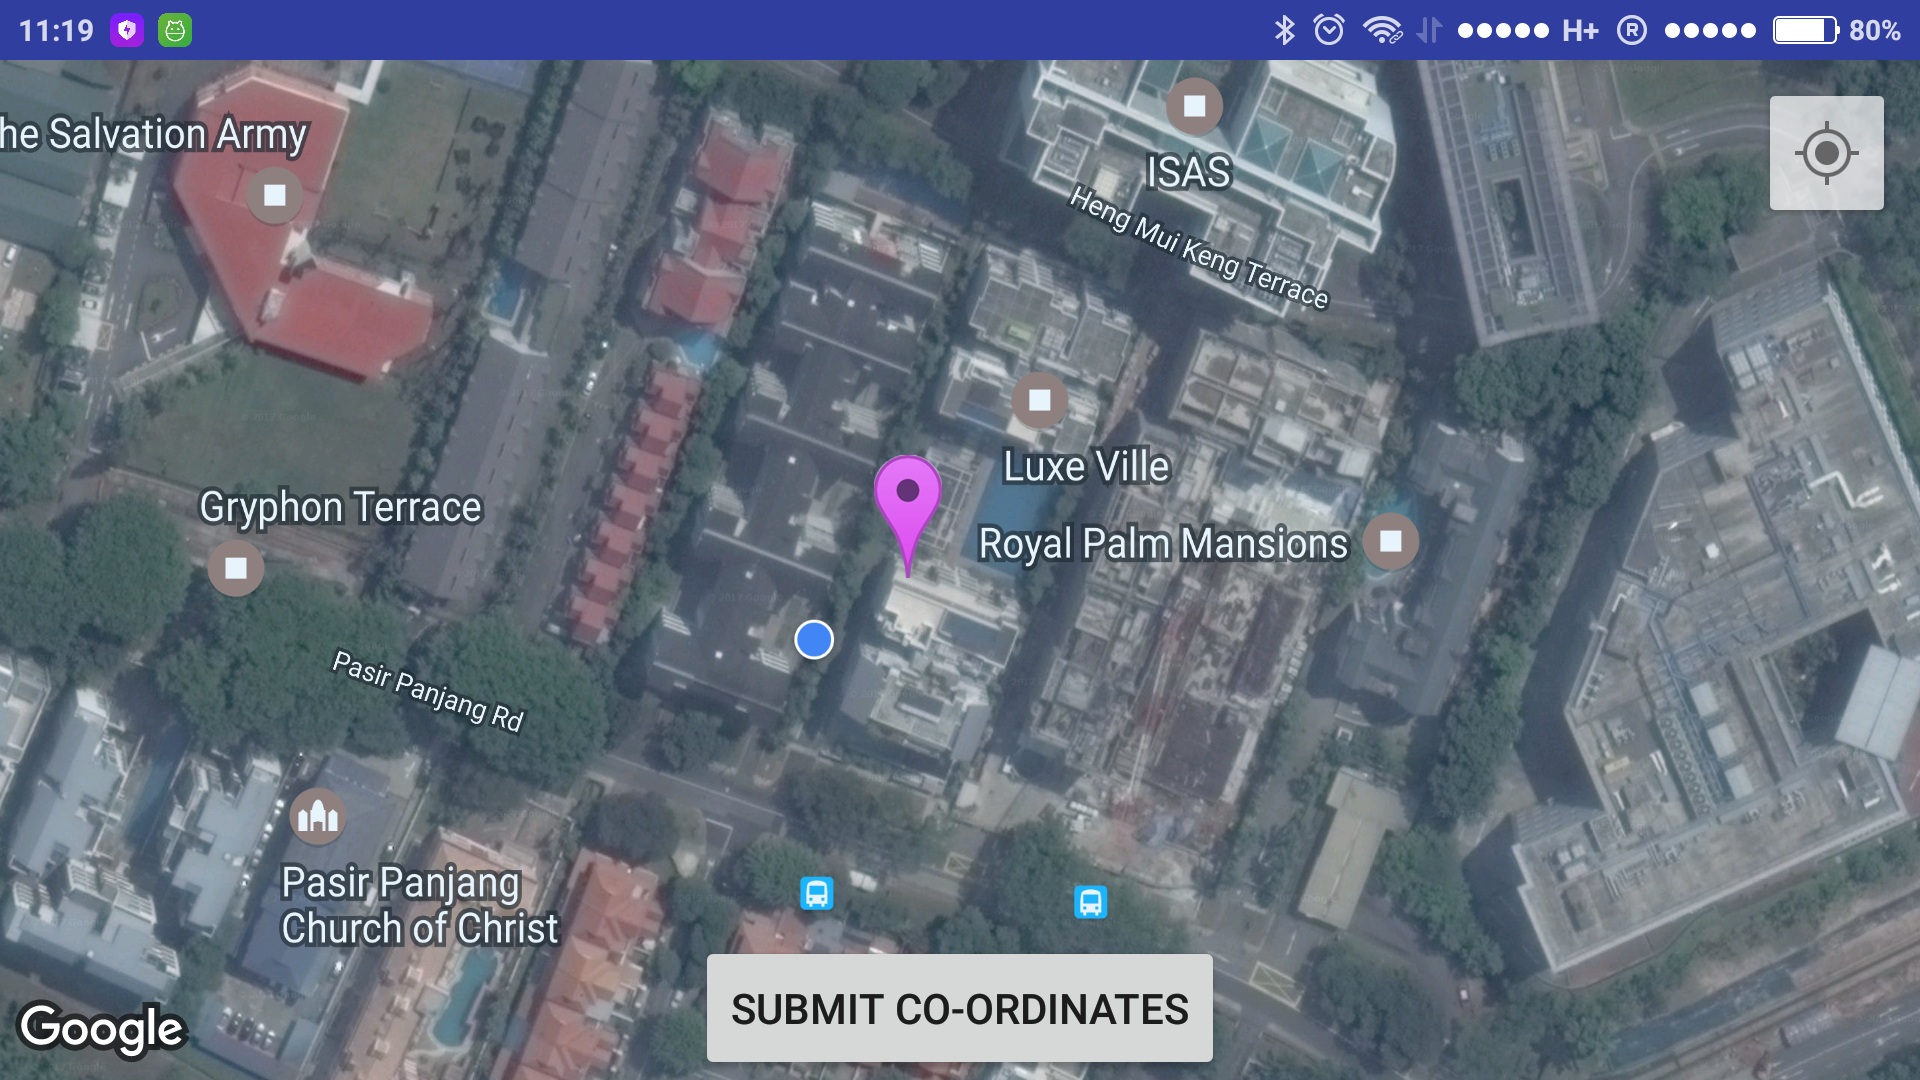 11:19
H+
R
80%
he Salvation Army
ISAS
Heng Mui Keng Terrace
Luxe Ville
Gryphon Terrace
Royal Palm Mansions
Pasir Panjang Rd
Pasir Panjang
Church of Christ
SUBMIT CO-ORDINATES
Google